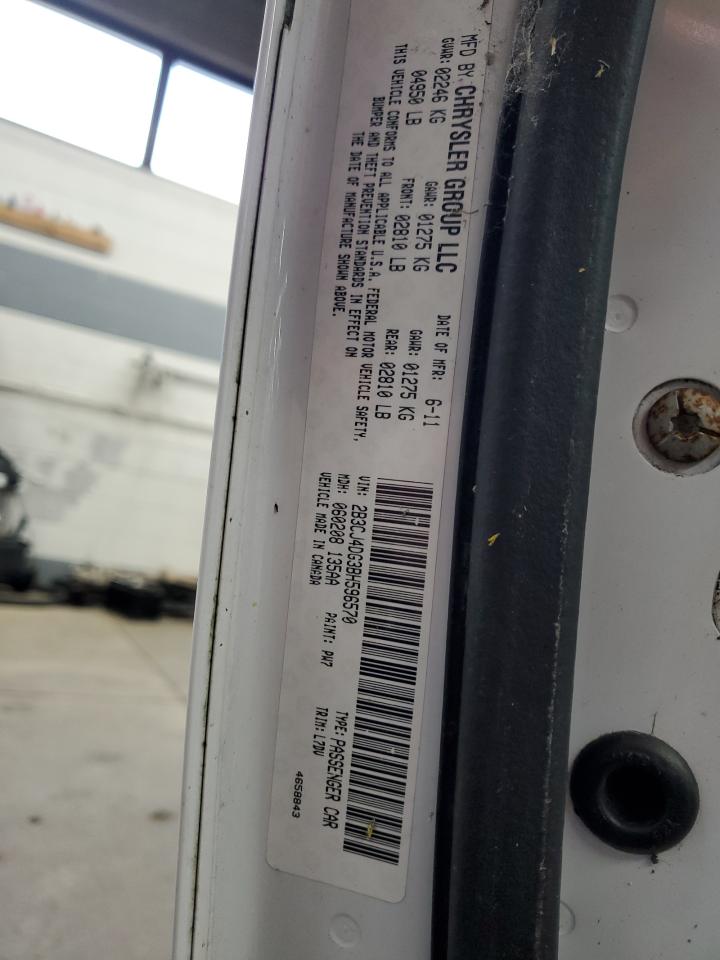 MFD BY CHRYSLER GROUP LLC
DATE OF MFR: 6-11
GVWR: 02246 KG
GAWR: 01275 KG
GAWR: 01275 KG
04950 LB
FRONT: 02810 LB
REAR: 02810 LB
THIS VEHICLE CONFORMS TO ALL APPLICABLE U.S.A. FEDERAL MOTOR VEHICLE SAFETY,
BUMPER AND THEFT PREVENTION STANDARDS IN EFFECT ON
THE DATE OF MANUFACTURE SHOWN ABOVE.
VIN: 2B3CJ4DG3BH596570
TYPE: PASSENGER CAR
MDH: 060208 135AA
PAINT: PW7
TRIM: L7DV
VEHICLE MADE IN CANADA
4658843